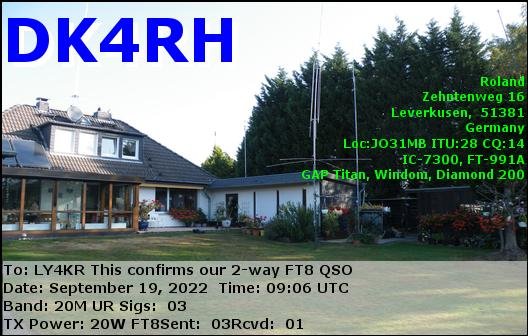 DK4RH
Roland
Zehntenweg 16
Leverkusen,  51381
Germany
Loc:JO31MB ITU:28 CQ:14
IC-7300, FT-991A
GAP Titan, Windom, Diamond 200
To: LY4KR This confirms our 2-way FT8 QSO
Date: September 19, 2022  Time: 09:06 UTC
Band: 20M UR Sigs:  03
TX Power: 20W FT8Sent:  03Rcvd:  01